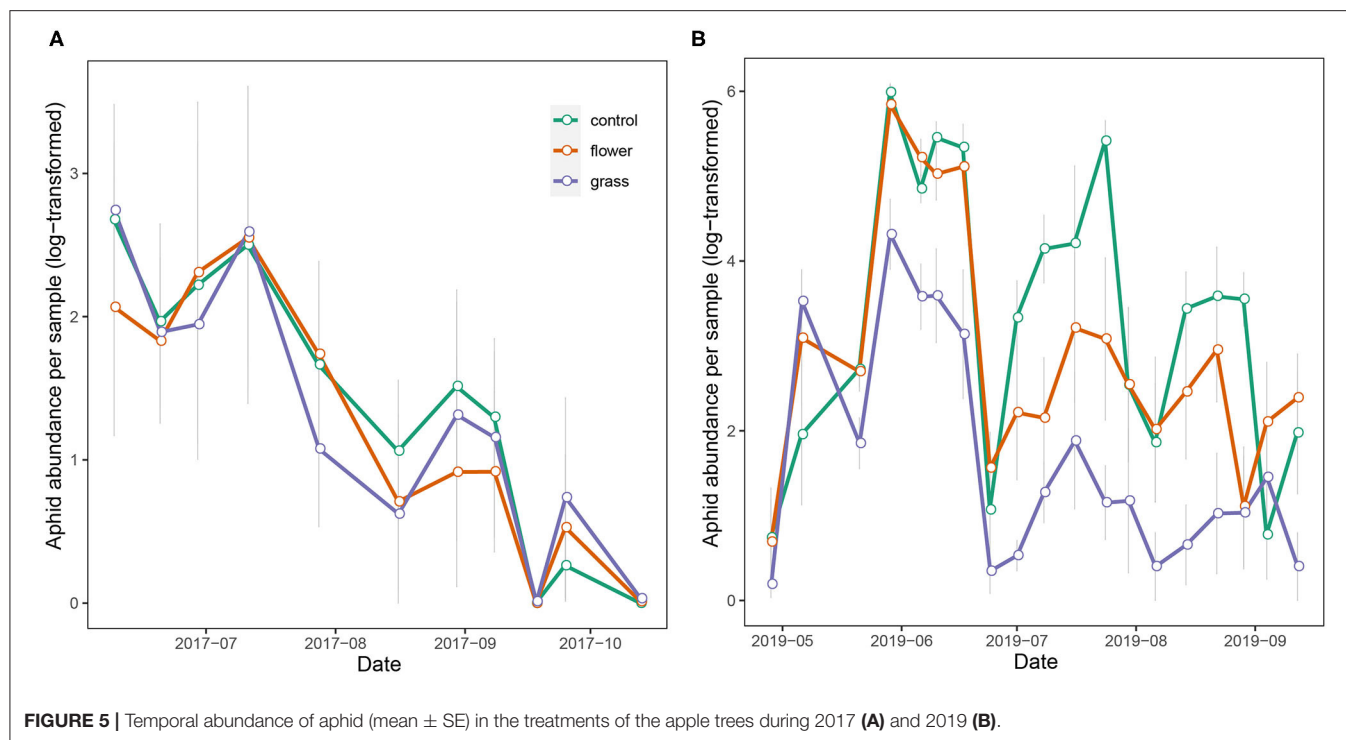 A
Aphid abundance per sample (log−transformed)
3
2
1
0
control
flower
grass
2017−07
2017−08
2017−09
2017−10
Date
B
Aphid abundance per sample (log−transformed)
6
4
2
0
2019−05
2019−06
2019−07
2019−08
2019−09
Date
FIGURE 5 | Temporal abundance of aphid (mean ± SE) in the treatments of the apple trees during 2017 (A) and 2019 (B).